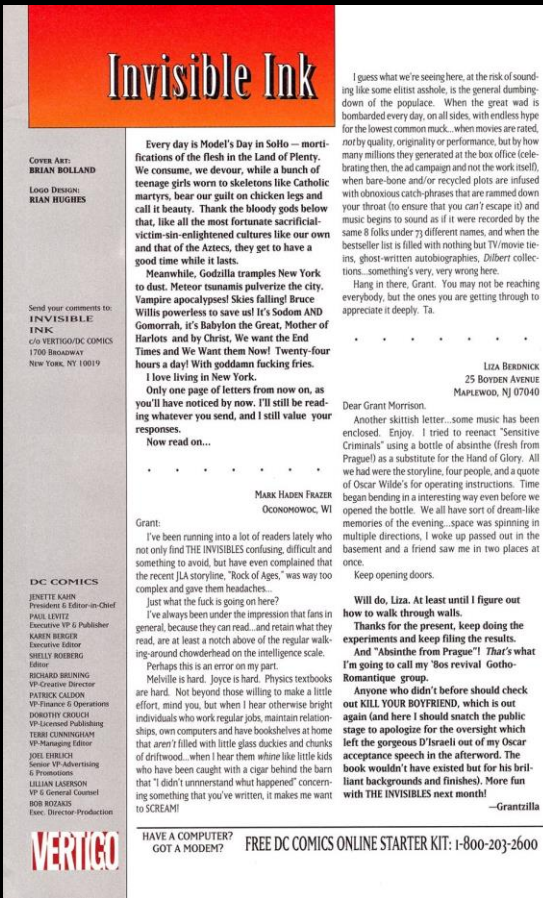 Invisible Ink
COVER ART:
BRIAN BOLLAND
LOGO DESIGN:
RIAN HUGHES
Send your comments to:
INVISIBLE
INK
c/o VERTIGO/DC COMICS
1700 BROADWAY
NEW YORK, NY 10019
DC COMICS
JENETTE KAHN
President & Editor-in-Chief
PAUL LEVITZ
Executive VP & Publisher
KAREN BERGER
Executive Editor
SHELLY ROEBERG
Editor
RICHARD BRUNING
VP-Creative Director
PATRICK CALDON
VP-Finance & Operations
DOROTHY CROUCH
VP-Licensed Publishing
TERRI CUNNINGHAM
VP-Managing Editor
JOEL EHRLICH
Senior VP-Advertising
& Promotions
LILLIAN LASERSON
VP & General Counsel
BOB ROZAKIS
Exec. Director-Production
VERTIGO
Every day is Model's Day in SoHo — morti-
fications of the flesh in the Land of Plenty.
We consume, we devour, while a bunch of
teenage girls worn to skeletons like Catholic
martyrs, bear our guilt on chicken legs and
call it beauty. Thank the bloody gods below
that, like all the most fortunate sacrificial-
victim-sin-enlightened cultures like our own
and that of the Aztecs, they get to have a
good time while it lasts.
Meanwhile, Godzilla tramples New York
to dust. Meteor tsunamis pulverize the city.
Vampire apocalypses! Skies falling! Bruce
Willis powerless to save us! It's Sodom AND
Gomorrah, it's Babylon the Great, Mother of
Harlots and by Christ, We want the End
Times and We Want them Now! Twenty-four
hours a day! With goddamn fucking fries.
I love living in New York.
Only one page of letters from now on, as
you'll have noticed by now. I'll still be read-
ing whatever you send, and I still value your
responses.
Now read on...
MARK HADEN FRAZER
OCONOMOWOC, WI
Grant:
I've been running into a lot of readers lately who
not only find THE INVISIBLES confusing, difficult and
something to avoid, but have even complained that
the recent JLA storyline, "Rock of Ages," was way too
complex and gave them headaches...
Just what the fuck is going on here?
I've always been under the impression that fans in
general, because they can read...and retain what they
read, are at least a notch above of the regular walk-
ing-around chowderhead on the intelligence scale.
Perhaps this is an error on my part.
Melville is hard. Joyce is hard. Physics textbooks
are hard. Not beyond those willing to make a little
effort, mind you, but when I hear otherwise bright
individuals who work regular jobs, maintain relation-
ships, own computers and have bookshelves at home
that aren't filled with little glass duckies and chunks
of driftwood...when I hear them whine like little kids
who have been caught with a cigar behind the barn
that "I didn't unnnerstand what happened" concern-
ing something that you've written, it makes me want
to SCREAM!
I guess what we're seeing here, at the risk of sound-
ing like some elitist asshole, is the general dumbing-
down of the populace. When the great wad is
bombarded every day, on all sides, with endless hype
for the lowest common muck...when movies are rated,
not by quality, originality or performance, but by how
many millions they generated at the box office (cele-
brating then, the ad campaign and not the work itself),
when bare-bone and/or recycled plots are infused
with obnoxious catch-phrases that are rammed down
your throat (to ensure that you can't escape it) and
music begins to sound as if it were recorded by the
same 8 folks under 73 different names, and when the
bestseller list is filled with nothing but TV/movie tie-
ins, ghost-written autobiographies, Dilbert collec-
tions...something's very, very wrong here.
Hang in there, Grant. You may not be reaching
everybody, but the ones you are getting through to
appreciate it deeply. Ta.
LIZA BERDNICK
25 BOYDEN AVENUE
MAPLEWOOD, NJ 07040
Dear Grant Morrison.
Another skittish letter...some music has been
enclosed. Enjoy. I tried to reenact "Sensitive
Criminals" using a bottle of absinthe (fresh from
Prague!) as a substitute for the Hand of Glory. All
we had were the storyline, four people, and a quote
of Oscar Wilde's for operating instructions. Time
began bending in a interesting way even before we
opened the bottle. We all have sort of dream-like
memories of the evening...space was spinning in
multiple directions, I woke up passed out in the
basement and a friend saw me in two places at
once.
Keep opening doors.
Will do, Liza. At least until I figure out
how to walk through walls.
Thanks for the present, keep doing the
experiments and keep filing the results.
And "Absinthe from Prague"! That's what
I'm going to call my '80s revival Gotho-
Romantique group.
Anyone who didn't before should check
out KILL YOUR BOYFRIEND, which is out
again (and here I should snatch the public
stage to apologize for the oversight which
left the gorgeous D'Israeli out of my Oscar
acceptance speech in the afterword. The
book wouldn't have existed but for his bril-
liant backgrounds and finishes). More fun
with THE INVISIBLES next month!
—Grantzilla
HAVE A COMPUTER?
GOT A MODEM?
FREE DC COMICS ONLINE STARTER KIT: 1-800-203-2600